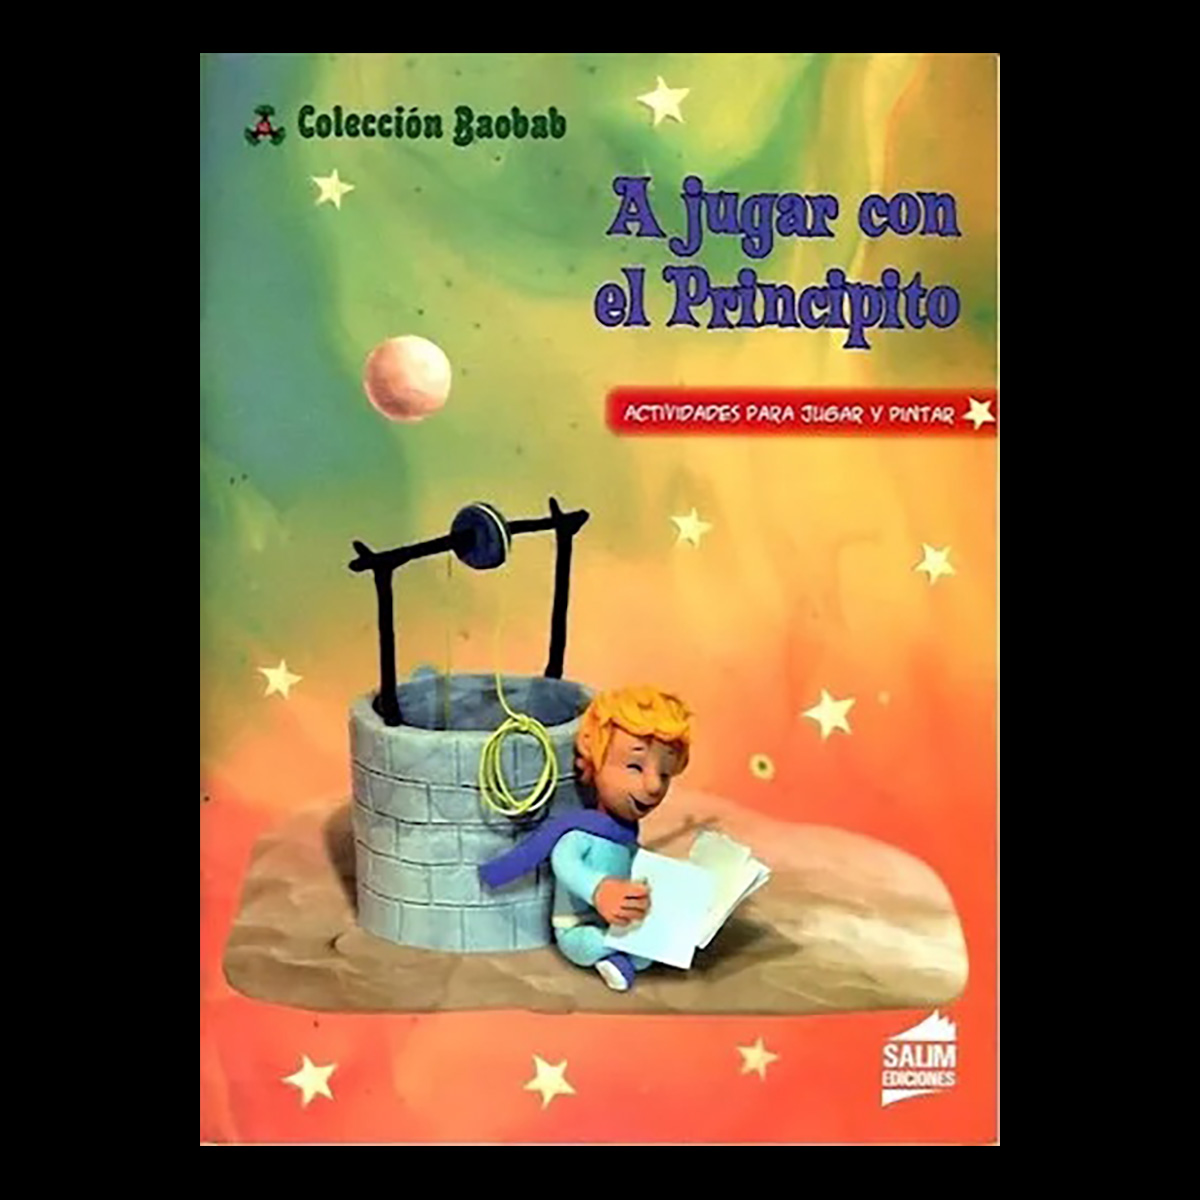 Colección Baobab
A jugar con
el Principito
ACTIVIDADES PARA JUGAR Y PINTAR
SALIM
EDICIONES